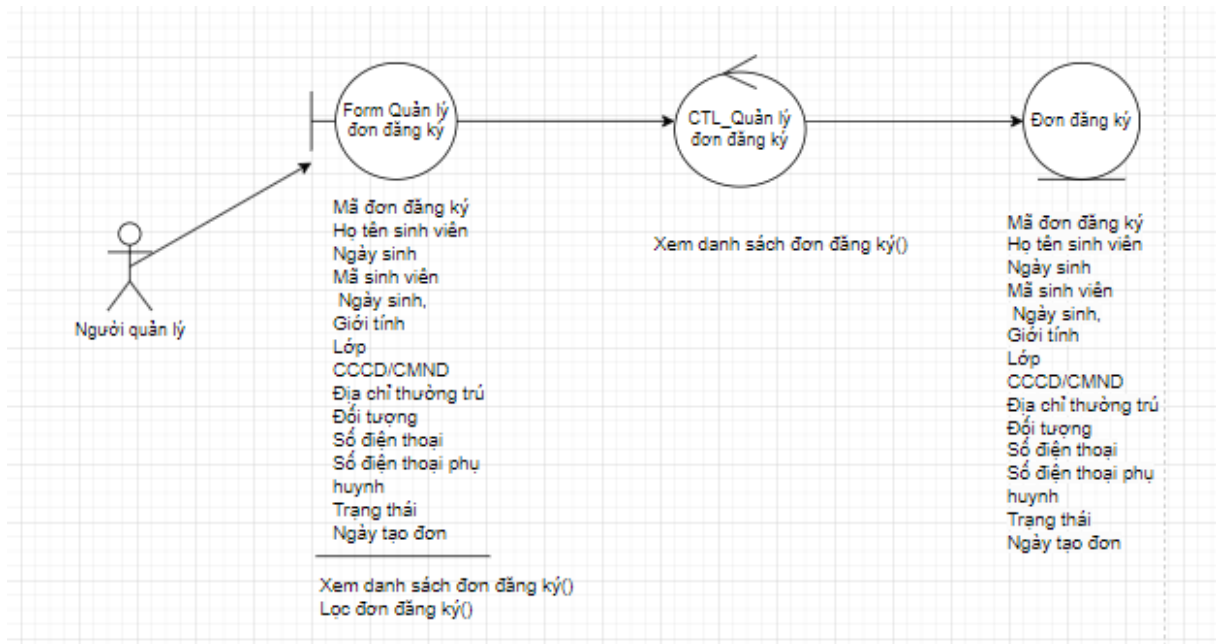 Form Quản lý
đơn đăng ký
CTL_Quản lý
đơn đăng ký
Đơn đăng ký
Người quản lý
Mã đơn đăng ký
Họ tên sinh viên
Ngày sinh
Mã sinh viên
Ngày sinh,
Giới tính
Lớp
CCCD/CMND
Địa chỉ thường trú
Đối tượng
Số điện thoại
Số điện thoại phụ
huynh
Trạng thái
Ngày tạo đơn
Xem danh sách đơn đăng ký()
Lọc đơn đăng ký()
Xem danh sách đơn đăng ký()
Mã đơn đăng ký
Họ tên sinh viên
Ngày sinh
Mã sinh viên
Ngày sinh,
Giới tính
Lớp
CCCD/CMND
Địa chỉ thường trú
Đối tượng
Số điện thoại
Số điện thoại phụ
huynh
Trạng thái
Ngày tạo đơn